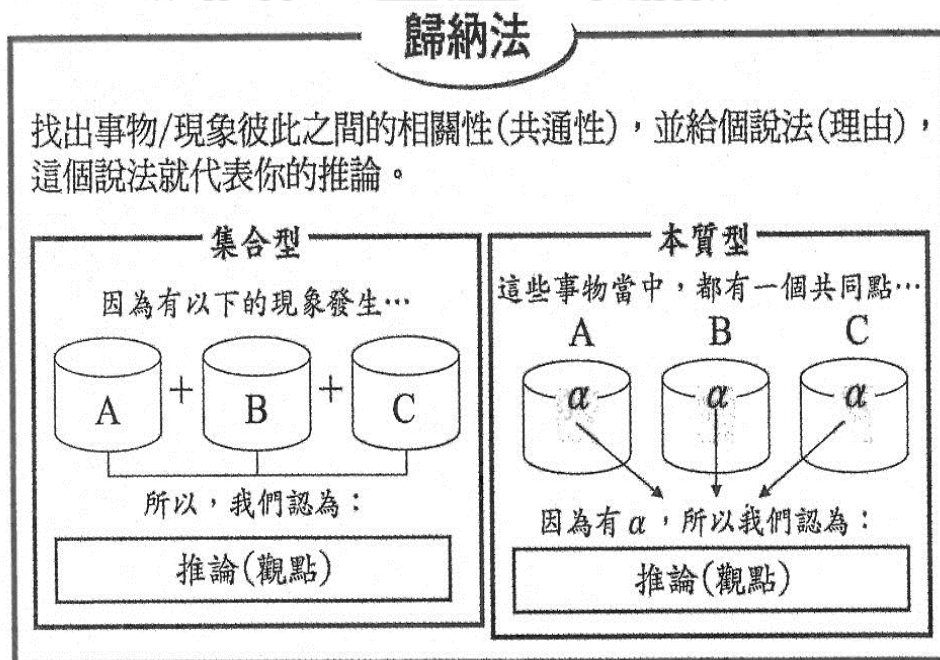 歸納法
找出事物/現象彼此之間的相關性(共通性)，並給個說法(理由)，
這個說法就代表你的推論。
集合型
因為有以下的現象發生…
A + B + C
所以，我們認為：
推論(觀點)
本質型
這些事物當中，都有一個共同點…
A B C
α α α
因為有α，所以我們認為：
推論(觀點)